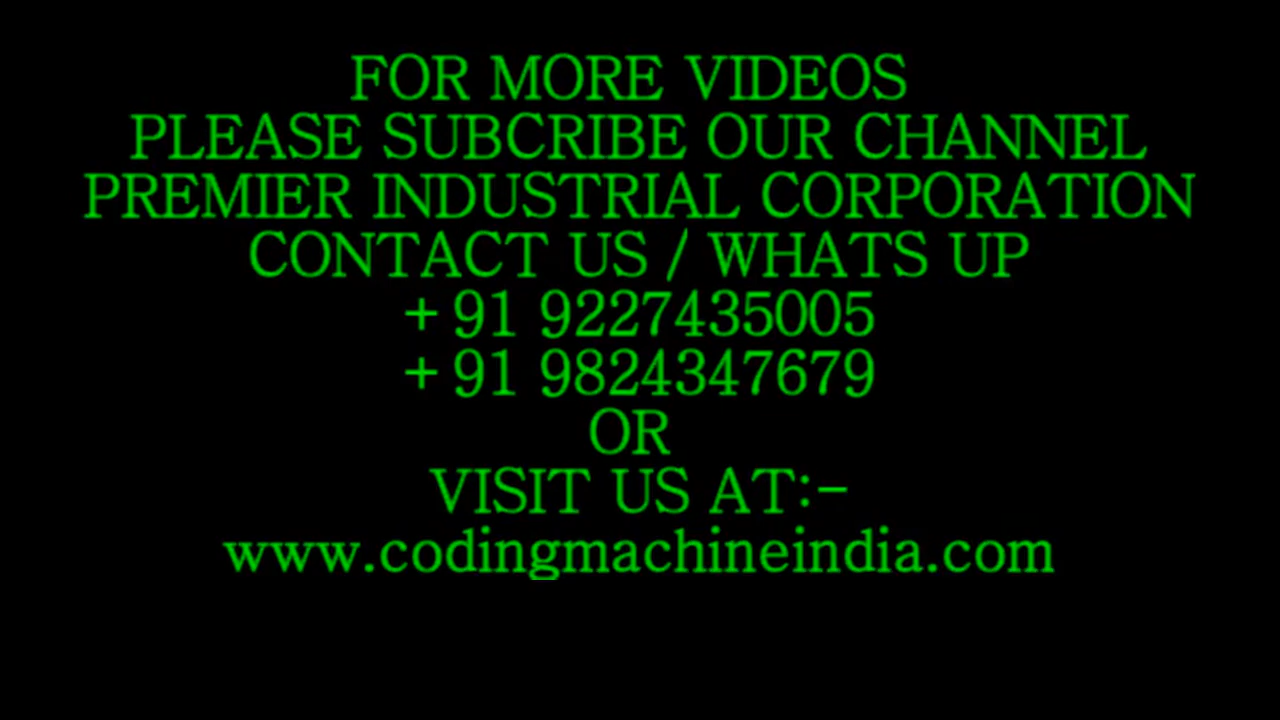 FOR MORE VIDEOS
PLEASE SUBCRIBE OUR CHANNEL
PREMIER INDUSTRIAL CORPORATION
CONTACT US / WHATS UP
+91 9227435005
+91 9824347679
OR
VISIT US AT:-
www.codingmachineindia.com